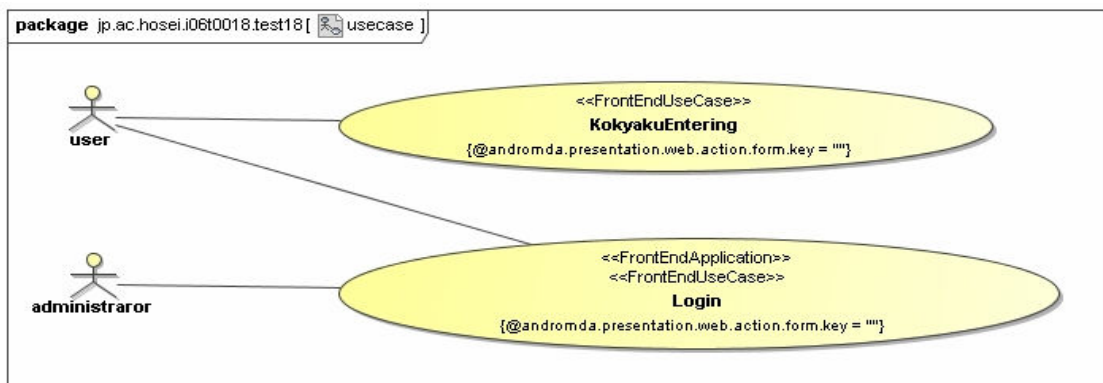 package jp.ac.hosei.i06t0018.test18[ usecase ]
<<FrontEndUseCase>>
KokyakuEntering
{@andromda.presentation.web.action.form.key = ""}
user
<<FrontEndApplication>>
<<FrontEndUseCase>>
Login
{@andromda.presentation.web.action.form.key = ""}
administraror